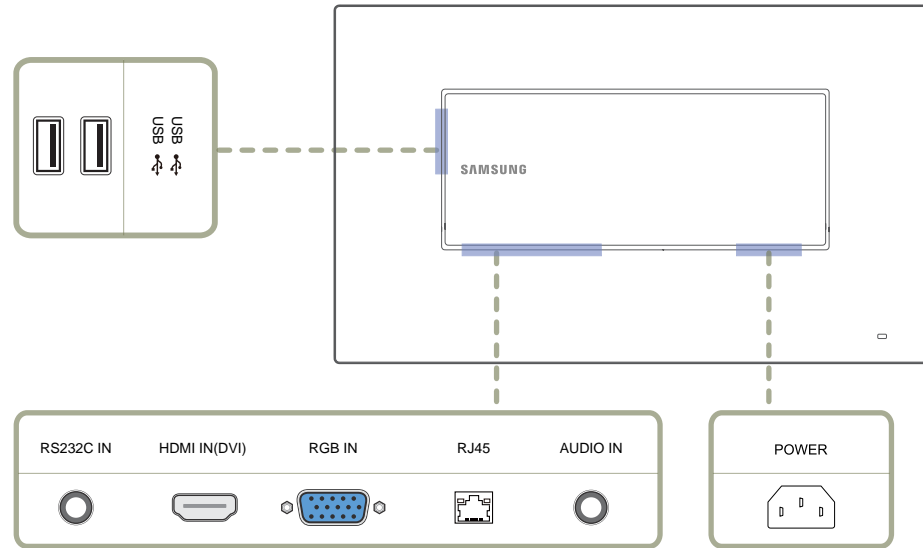 USB
USB
SAMSUNG
RS232C IN
HDMI IN(DVI)
RGB IN
RJ45
AUDIO IN
POWER